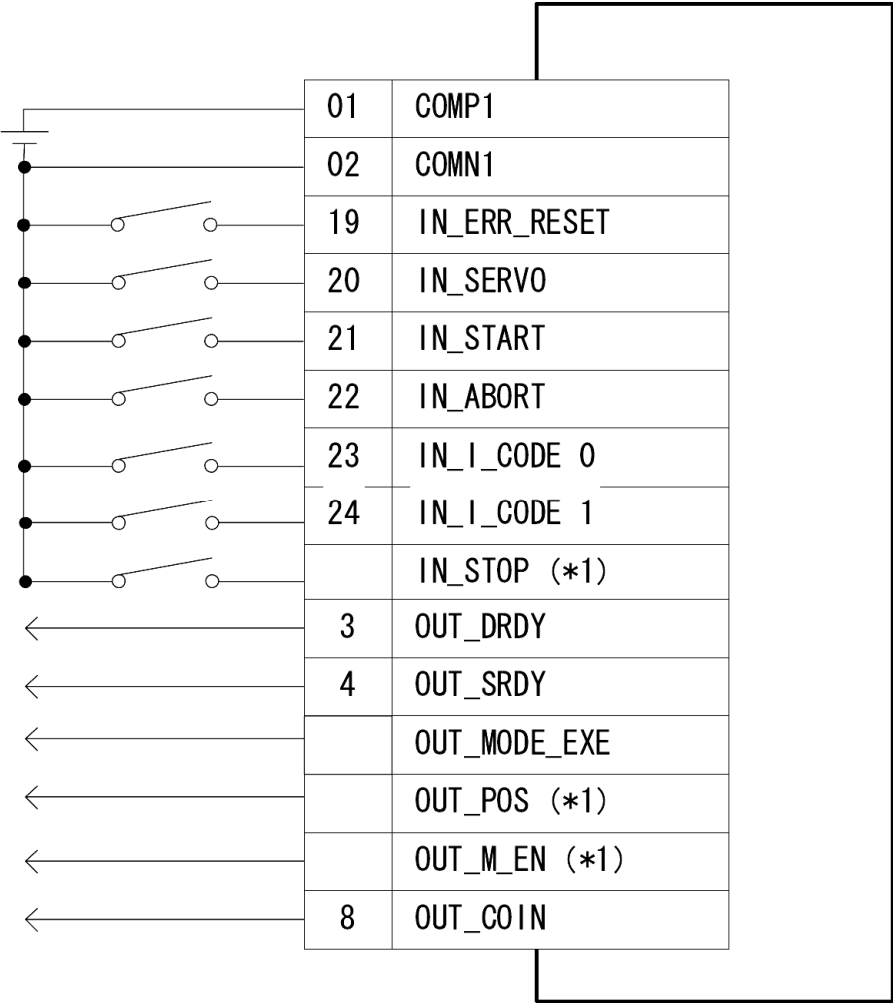 01 COMP1
02 COMN1
19 IN_ERR_RESET
20 IN_SERVO
21 IN_START
22 IN_ABORT
23 IN_I_CODE 0
24 IN_I_CODE 1
IN_STOP (*1)
3 OUT_DRDY
4 OUT_SRDY
OUT_MODE_EXE
OUT_POS (*1)
OUT_M_EN (*1)
8 OUT_COIN